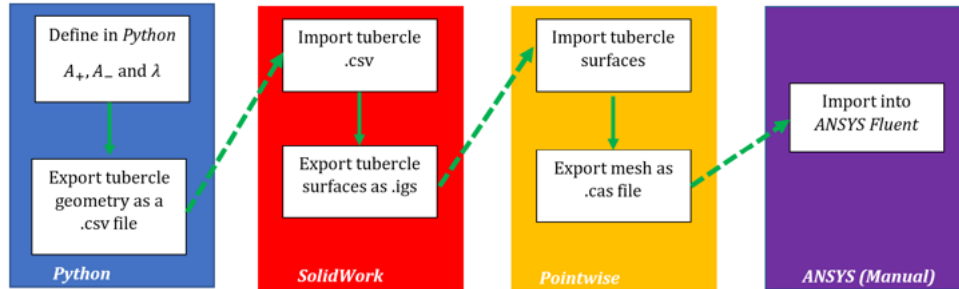 Define in Python
A₊, A₋ and λ
Export tubercle
geometry as a
.csv file
Python
Import tubercle
.csv
Export tubercle
surfaces as .igs
SolidWork
Import tubercle
surfaces
Export mesh as
.cas file
Pointwise
Import into
ANSYS Fluent
ANSYS (Manual)